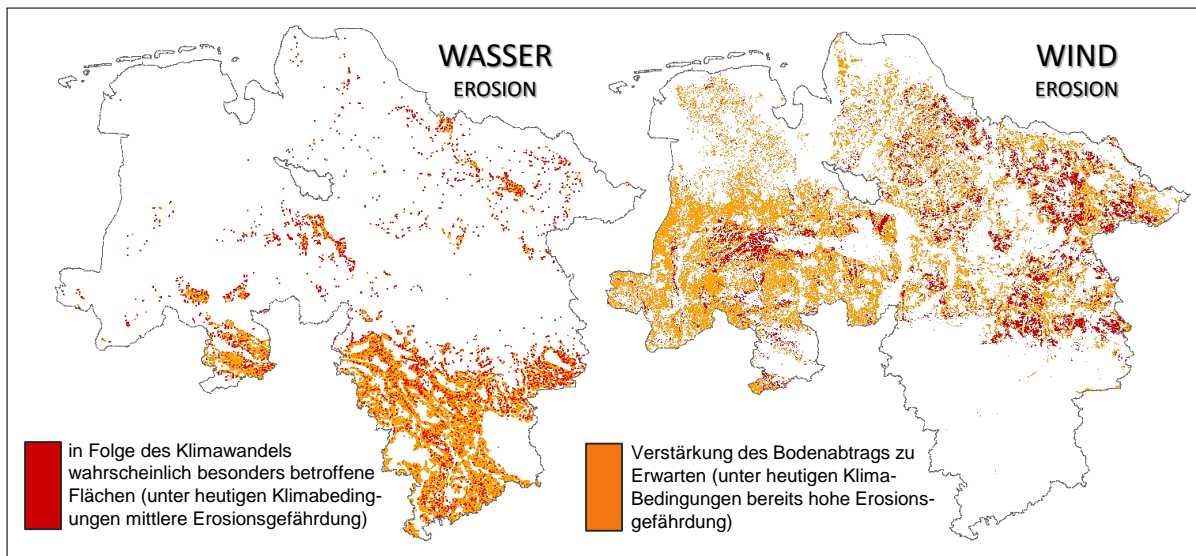 WASSER
EROSION
WIND
EROSION
in Folge des Klimawandels
wahrscheinlich besonders betroffene
Flächen (unter heutigen Klimabeding-
ungen mittlere Erosionsgefährdung)
Verstärkung des Bodenabtrags zu
Erwarten (unter heutigen Klima-
Bedingungen bereits hohe Erosions-
gefährdung)